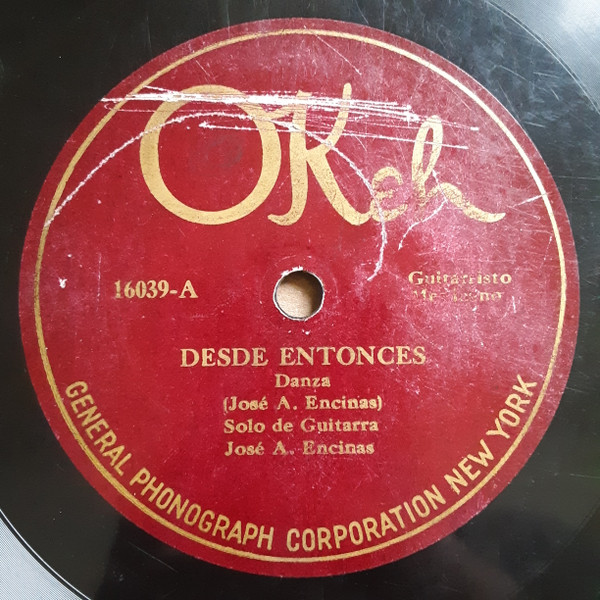 OKeh
16039-A
Guitarristo
DESDE ENTONCES
Danza
(José A. Encinas)
Solo de Guitarra
José A. Encinas
GENERAL PHONOGRAPH CORPORATION NEW YORK